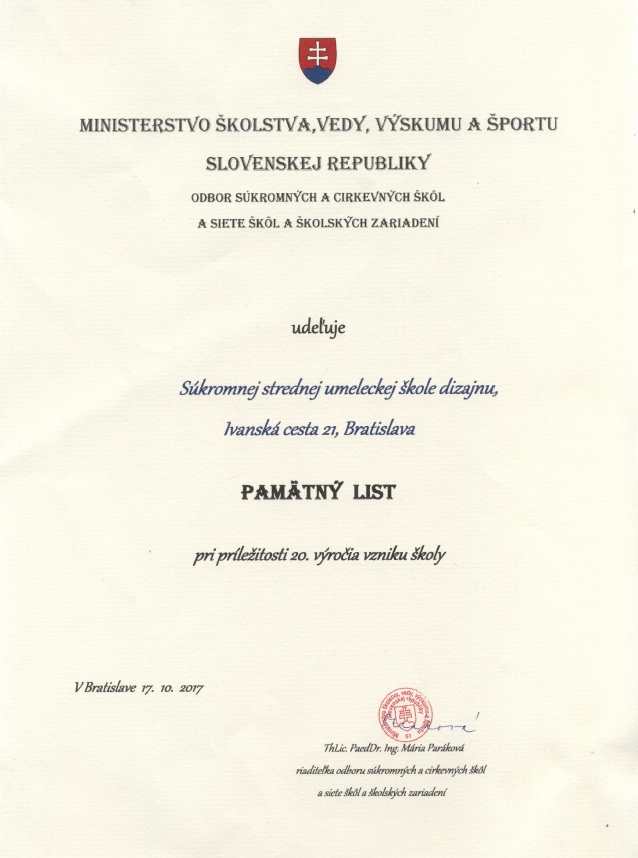 MINISTERSTVO ŠKOLSTVA,VEDY, VÝSKUMU A ŠPORTU
SLOVENSKEJ REPUBLIKY
ODBOR SÚKROMNÝCH A CIRKEVNÝCH ŠKÔL
A SIETE ŠKÔL A ŠKOLSKÝCH ZARIADENÍ
udeľuje
Súkromnej strednej umeleckej škole dizajnu,
Ivanská cesta 21, Bratislava
PAMÄTNÝ LIST
pri príležitosti 20. výročia vzniku školy
V Bratislave 17. 10. 2017
ThLic. PaedDr. Ing. Mária Paráková
riaditeľka odboru súkromných a cirkevných škôl
a siete škôl a školských zariadení